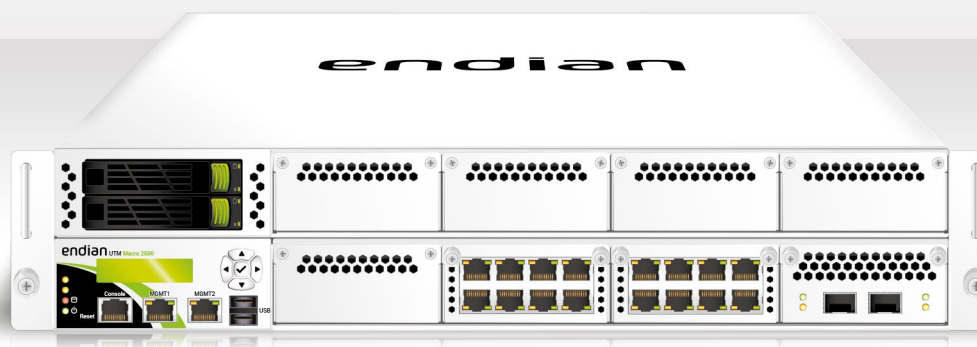 endian
endian UTM Macro 2500
Console MGMT1 MGMT2
Reset USB